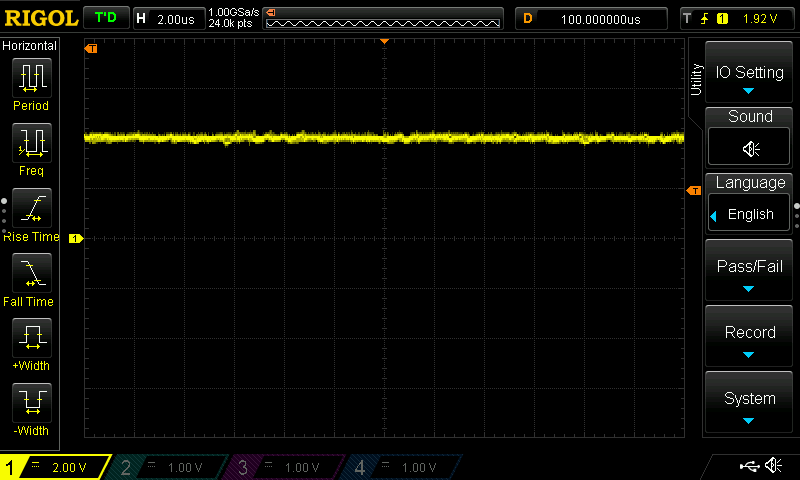 RIGOL T'D H 2.00us 1.00GSa/s 24.0k pts D 100.000000us T 1 1.92 V
Horizontal
Period
Freq
Rise Time
Fall Time
+Width
-Width
T
T
1
Utility
IO Setting
Sound
Language
English
Pass/Fail
Record
System
1 2.00 V 2 1.00 V 3 1.00 V 4 1.00 V